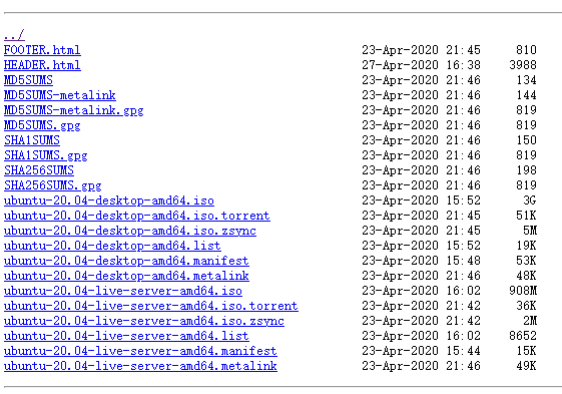 ../
FOOTER.html 23-Apr-2020 21:45 810
HEADER.html 27-Apr-2020 16:38 3988
MD5SUMS 23-Apr-2020 21:46 134
MD5SUMS-metalink 23-Apr-2020 21:46 144
MD5SUMS-metalink.gpg 23-Apr-2020 21:46 819
MD5SUMS.gpg 23-Apr-2020 21:46 819
SHA1SUMS 23-Apr-2020 21:46 150
SHA1SUMS.gpg 23-Apr-2020 21:46 819
SHA256SUMS 23-Apr-2020 21:46 198
SHA256SUMS.gpg 23-Apr-2020 21:46 819
ubuntu-20.04-desktop-amd64.iso 23-Apr-2020 15:52 3G
ubuntu-20.04-desktop-amd64.iso.torrent 23-Apr-2020 21:45 51K
ubuntu-20.04-desktop-amd64.iso.zsync 23-Apr-2020 21:45 5M
ubuntu-20.04-desktop-amd64.list 23-Apr-2020 15:52 19K
ubuntu-20.04-desktop-amd64.manifest 23-Apr-2020 15:48 53K
ubuntu-20.04-desktop-amd64.metalink 23-Apr-2020 21:46 48K
ubuntu-20.04-live-server-amd64.iso 23-Apr-2020 16:02 908M
ubuntu-20.04-live-server-amd64.iso.torrent 23-Apr-2020 21:42 36K
ubuntu-20.04-live-server-amd64.iso.zsync 23-Apr-2020 21:42 2M
ubuntu-20.04-live-server-amd64.list 23-Apr-2020 16:02 8652
ubuntu-20.04-live-server-amd64.manifest 23-Apr-2020 15:44 15K
ubuntu-20.04-live-server-amd64.metalink 23-Apr-2020 21:46 49K